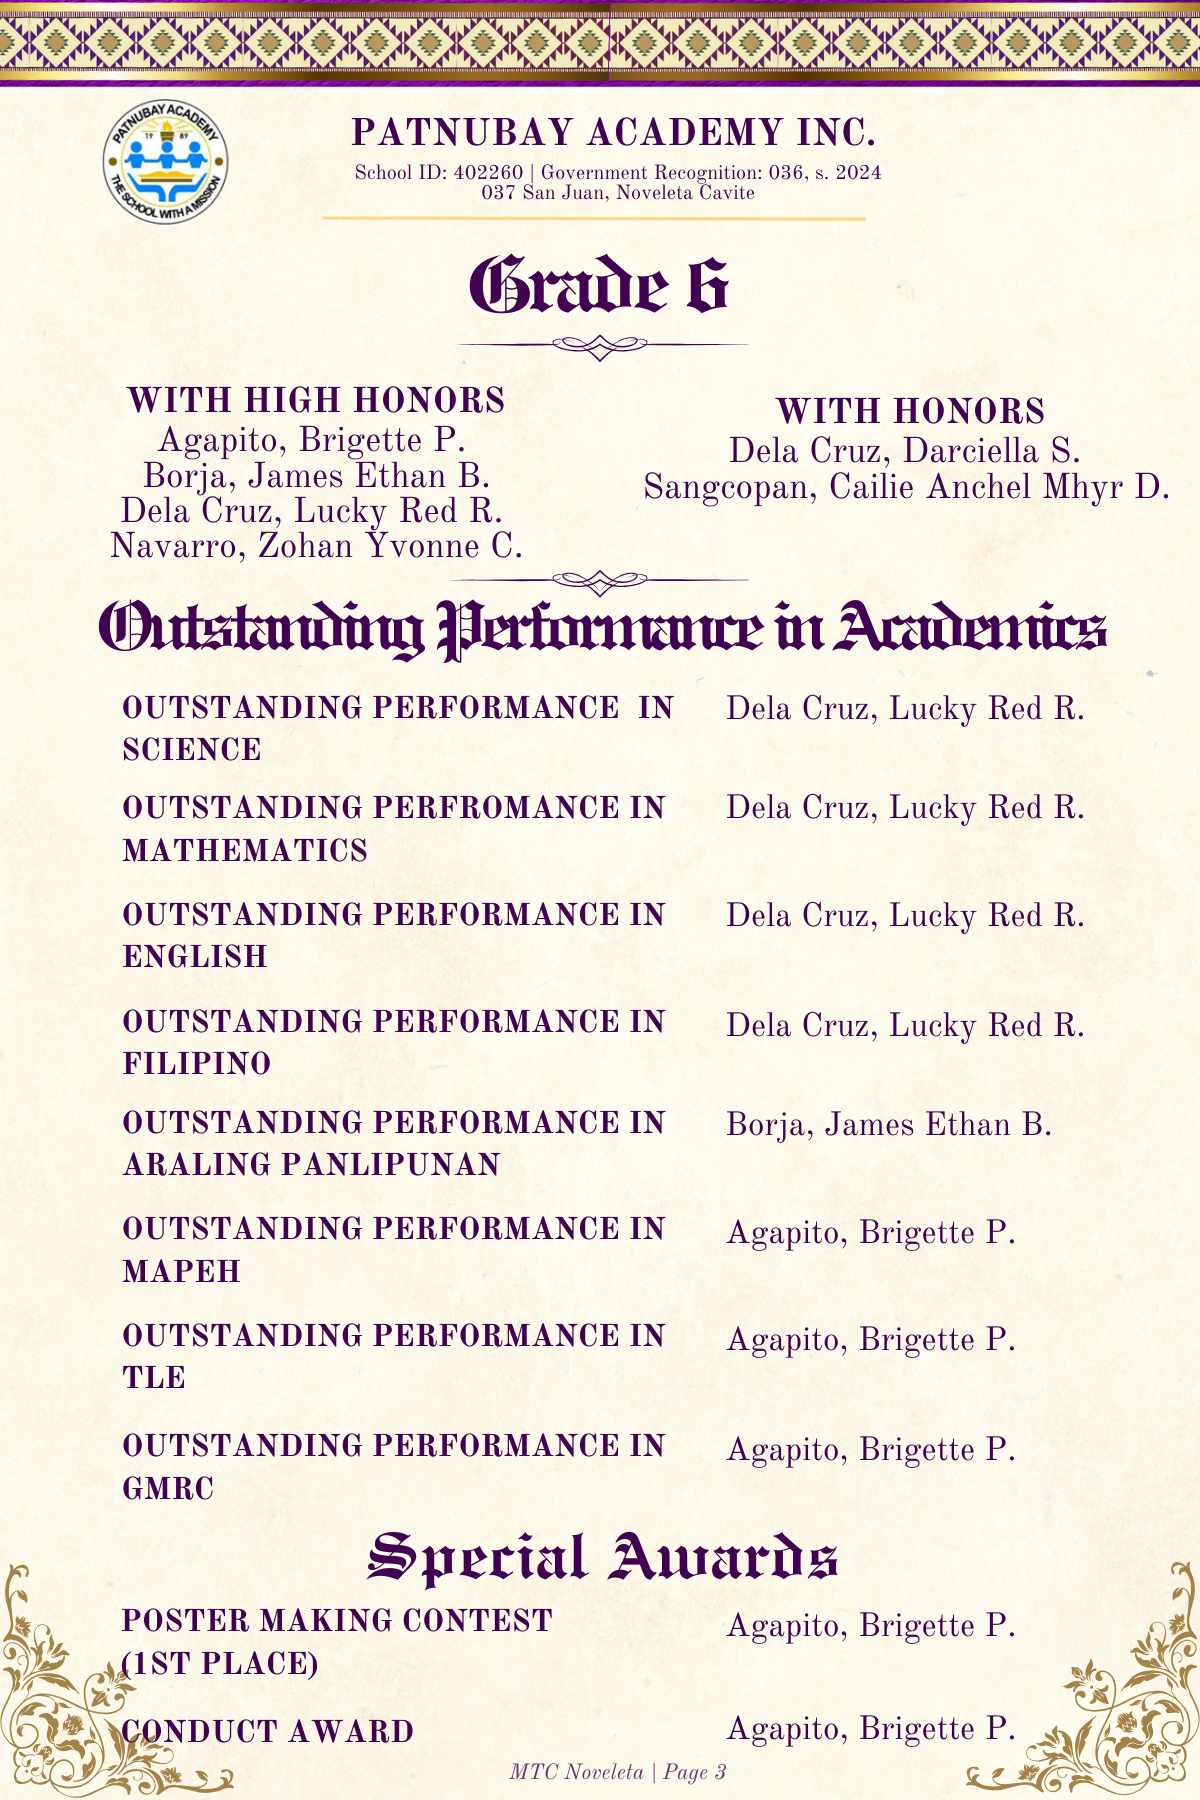 PATNUBAY ACADEMY
19 89
THE SCHOOL WITH A MISSION
PATNUBAY ACADEMY INC.
School ID: 402260 | Government Recognition: 036, s. 2024
037 San Juan, Noveleta Cavite
Grade 6
WITH HIGH HONORS
Agapito, Brigette P.
Borja, James Ethan B.
Dela Cruz, Lucky Red R.
Navarro, Zohan Yvonne C.
WITH HONORS
Dela Cruz, Darciella S.
Sangcopan, Cailie Anchel Mhyr D.
Outstanding Performance in Academics
OUTSTANDING PERFORMANCE  IN
SCIENCE
Dela Cruz, Lucky Red R.
OUTSTANDING PERFROMANCE IN
MATHEMATICS
Dela Cruz, Lucky Red R.
OUTSTANDING PERFORMANCE IN
ENGLISH
Dela Cruz, Lucky Red R.
OUTSTANDING PERFORMANCE IN
FILIPINO
Dela Cruz, Lucky Red R.
OUTSTANDING PERFORMANCE IN
ARALING PANLIPUNAN
Borja, James Ethan B.
OUTSTANDING PERFORMANCE IN
MAPEH
Agapito, Brigette P.
OUTSTANDING PERFORMANCE IN
TLE
Agapito, Brigette P.
OUTSTANDING PERFORMANCE IN
GMRC
Agapito, Brigette P.
Special Awards
POSTER MAKING CONTEST
(1ST PLACE)
Agapito, Brigette P.
CONDUCT AWARD
Agapito, Brigette P.
MTC Noveleta | Page 3